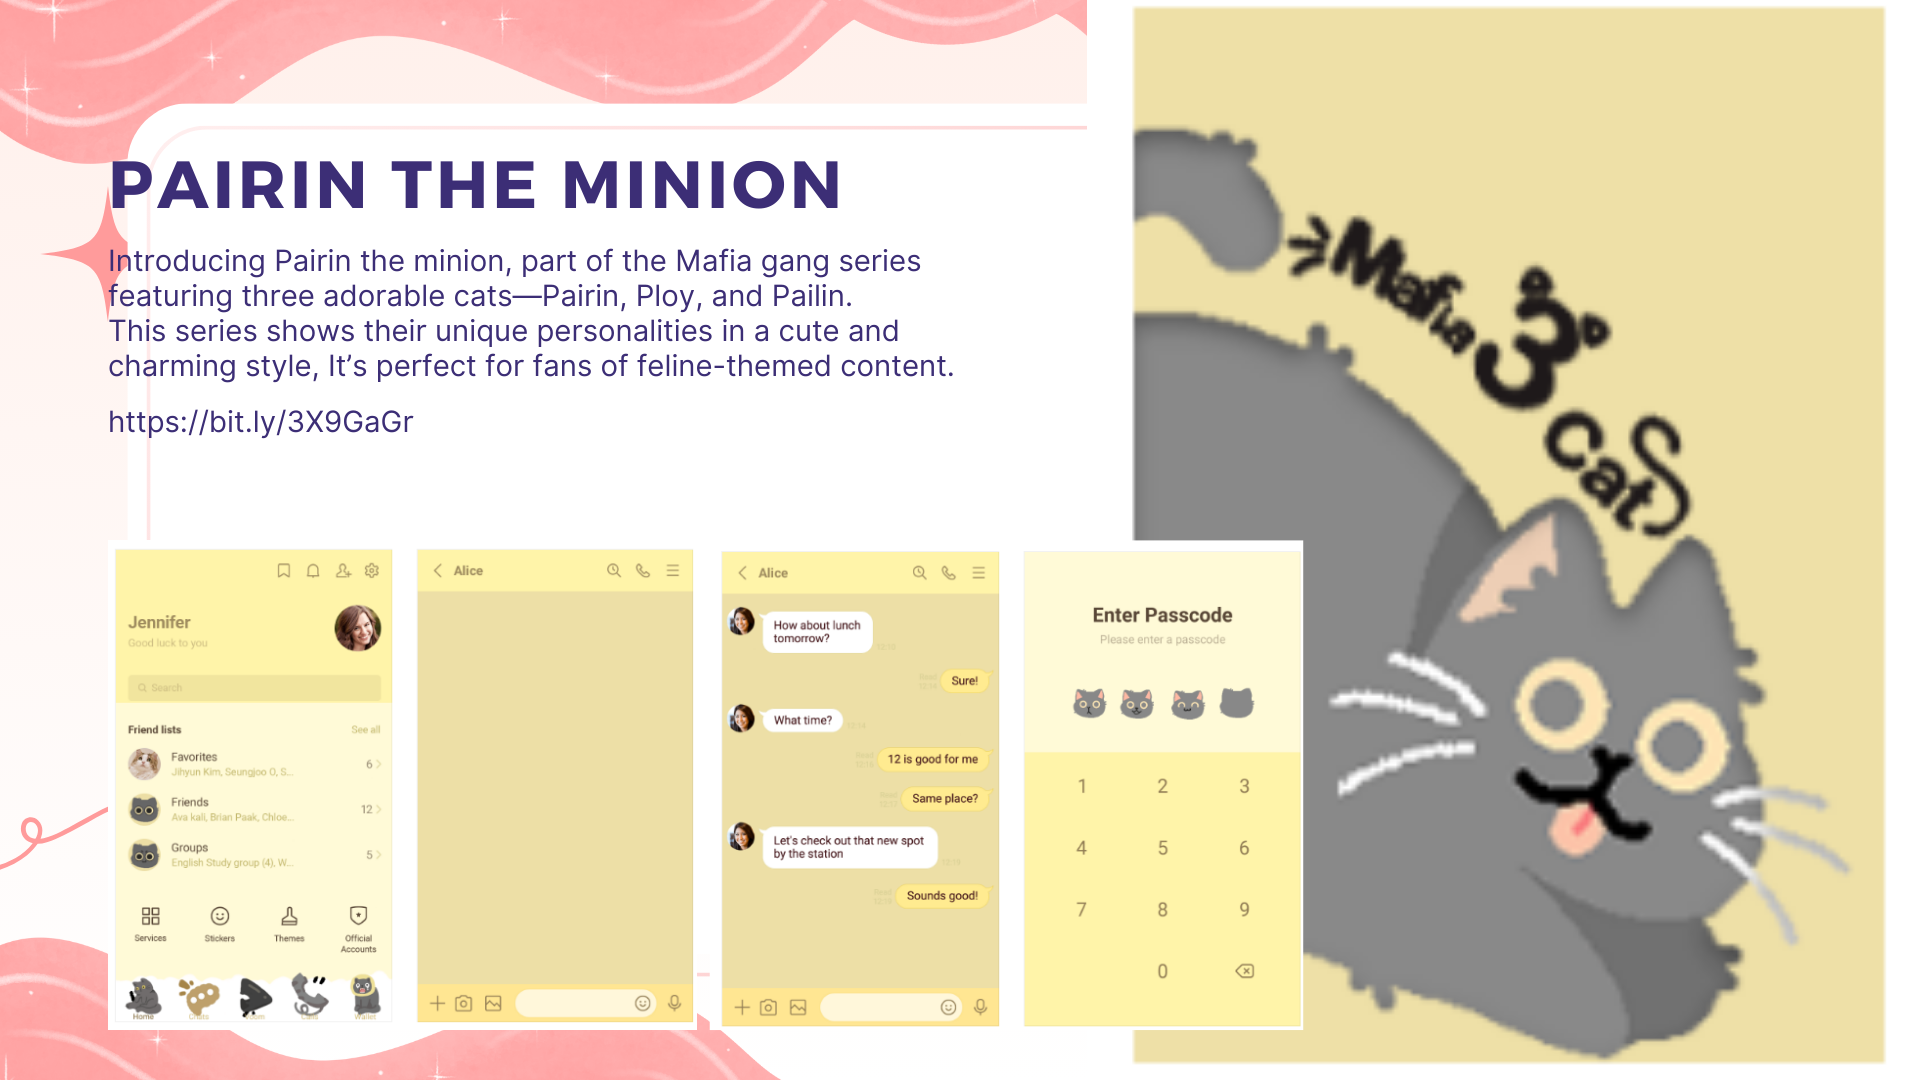 PAIRIN THE MINION
Introducing Pairin the minion, part of the Mafia gang series
featuring three adorable cats—Pairin, Ploy, and Pailin.
This series shows their unique personalities in a cute and
charming style, It’s perfect for fans of feline-themed content.
https://bit.ly/3X9GaGr
Mafia
3
cats
Jennifer
Good luck to you
Search
Friend lists
See all
Favorites
Jihyun Kim, Seungjoo O, S...
6
Friends
Ava kali, Brian Paak, Chloe...
12
Groups
English Study group (4), W...
5
Services
Stickers
Themes
Official
Accounts
Home
Chats
Calls
Wallet
Alice
Alice
How about lunch
tomorrow?
Sure!
What time?
12 is good for me
Same place?
Let's check out that new spot
by the station
Sounds good!
Enter Passcode
Please enter a passcode
1 2 3
4 5 6
7 8 9
0